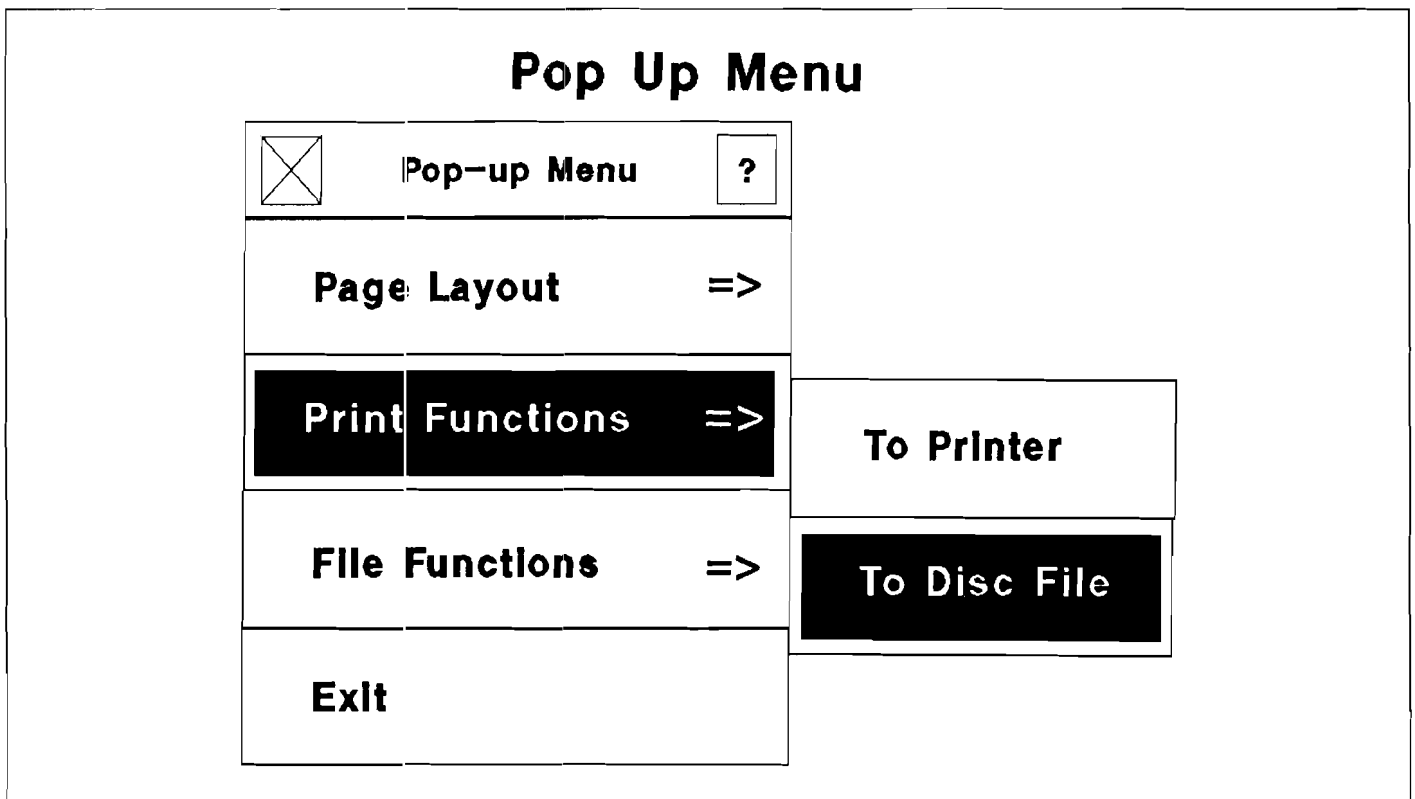 Pop Up Menu
Pop-up Menu ?
Page Layout =>
Print Functions =>
To Printer
File Functions =>
To Disc File
Exit